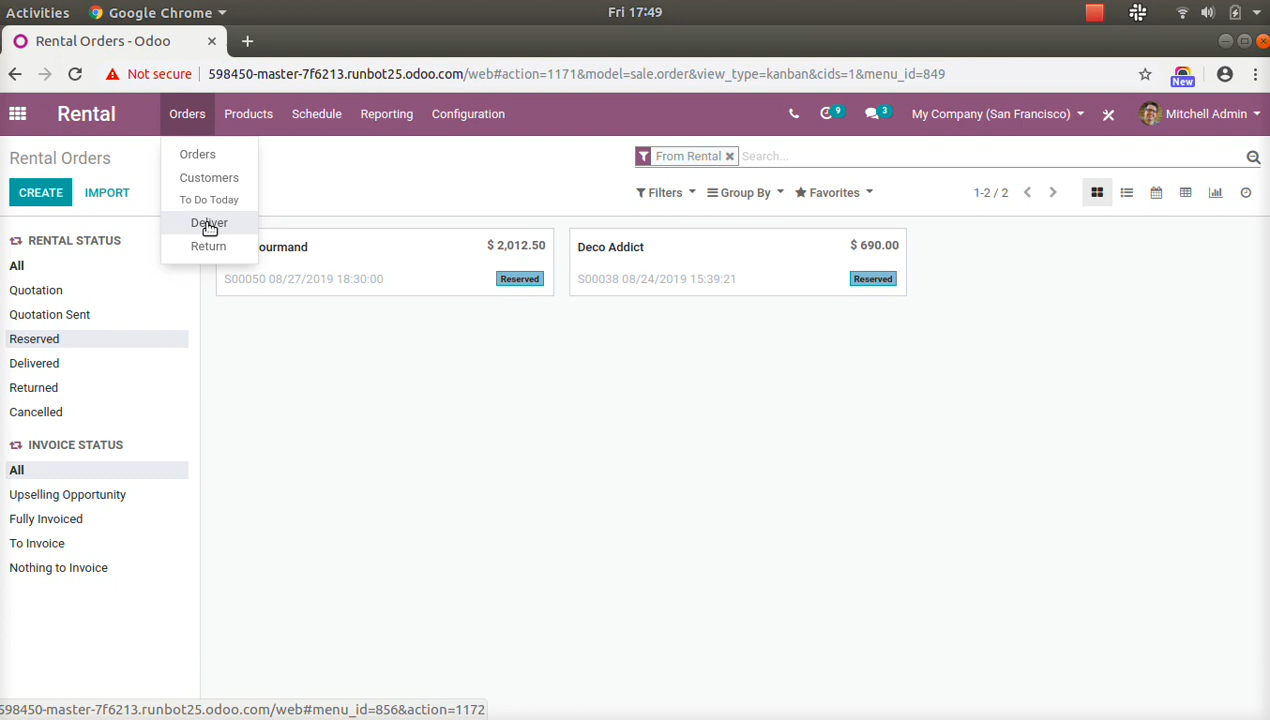 Activities Google Chrome Fri 17:49
Rental Orders - Odoo
Not secure 598450-master-7f6213.runbot25.odoo.com/web#action=1171&model=sale.order&view_type=kanban&cids=1&menu_id=849 New
Rental Orders Products Schedule Reporting Configuration 9 3 My Company (San Francisco) Mitchell Admin
Rental Orders From Rental Search...
CREATE IMPORT Filters Group By Favorites 1-2 / 2
Orders
Customers
To Do Today
Deliver
Return
RENTAL STATUS
All
Quotation
Quotation Sent
Reserved
Delivered
Returned
Cancelled
INVOICE STATUS
All
Upselling Opportunity
Fully Invoiced
To Invoice
Nothing to Invoice
ourmand $ 2,012.50
S00050 08/27/2019 18:30:00 Reserved
Deco Addict $ 690.00
S00038 08/24/2019 15:39:21 Reserved
598450-master-7f6213.runbot25.odoo.com/web#menu_id=856&action=1172